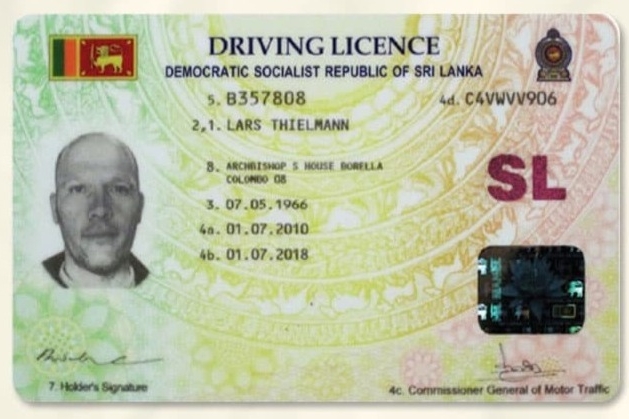 DRIVING LICENCE
DEMOCRATIC SOCIALIST REPUBLIC OF SRI LANKA
5. B357808 4d. C4VWVV906
2,1. LARS THIELMANN
8. ARCHBISHOP S HOUSE BORELLA
COLOMBO 08
SL
3. 07.05.1966
4a. 01.07.2010
4b. 01.07.2018
7. Holder's Signature 4c. Commissioner General of Motor Traffic